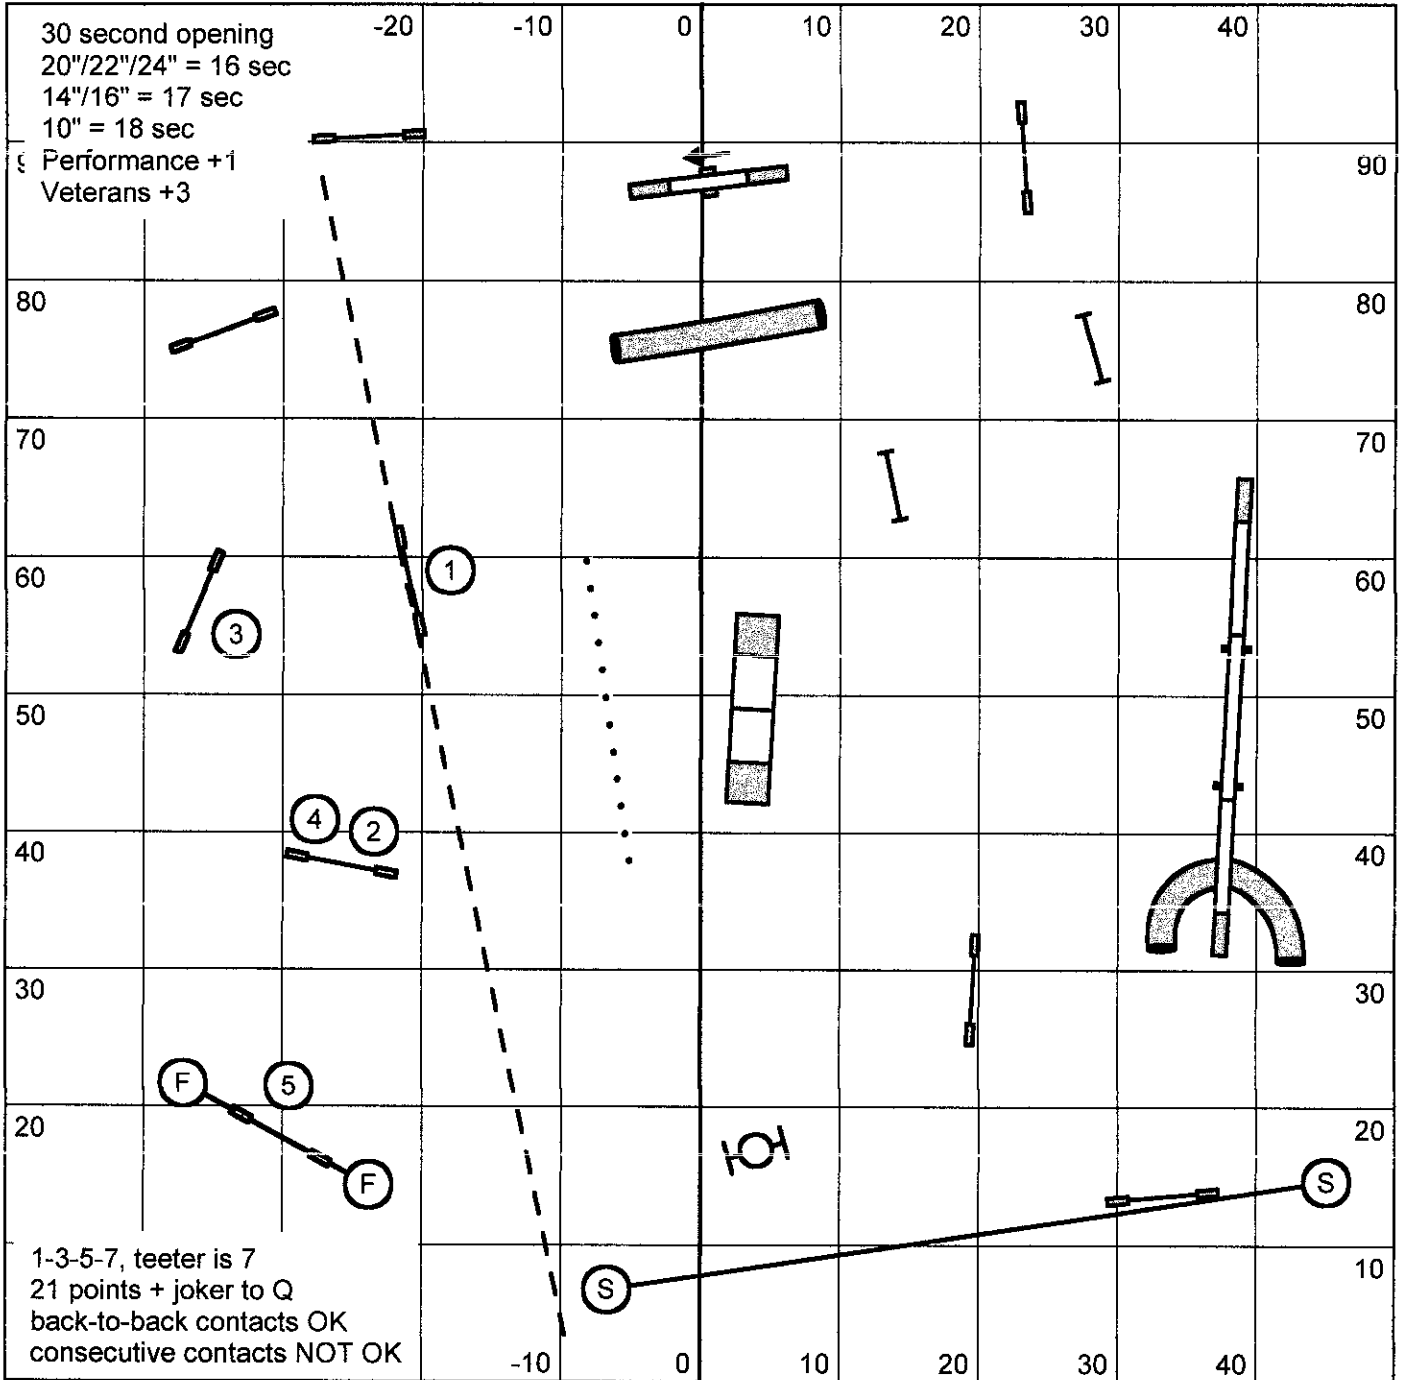 -20 -10 0 10 20 30 40
30 second opening
20"/22"/24" = 16 sec
14"/16" = 17 sec
10" = 18 sec
Performance +1
Veterans +3
90
80 80
70 70
1
60 60
3
50 50
4 2
40 40
30 30
F 5
20 20
F S
1-3-5-7, teeter is 7
10
21 points + joker to Q
S
back-to-back contacts OK
consecutive contacts NOT OK
-10 0 10 20 30 40